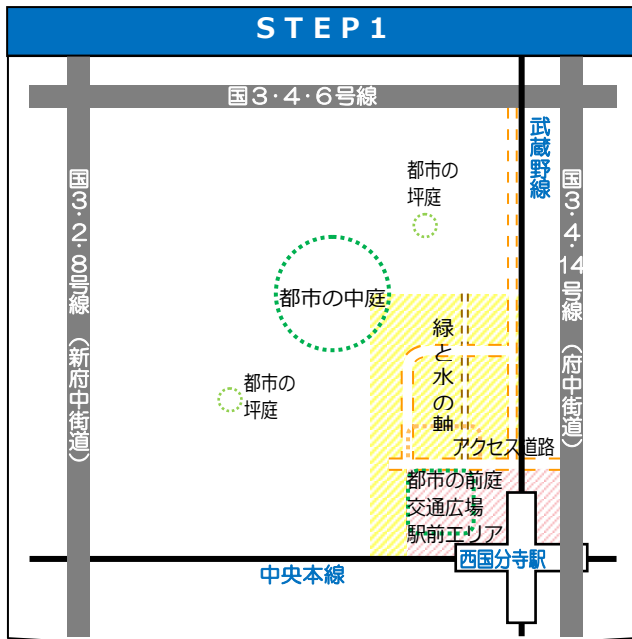 STEP1
国3・4・6号線
武蔵野線
国3・2・8号線（新府中街道）
国3・4・14号線（府中街道）
都市の
坪庭
都市の中庭
緑と水の軸
都市の
坪庭
アクセス道路
都市の前庭
交通広場
駅前エリア
西国分寺駅
中央本線